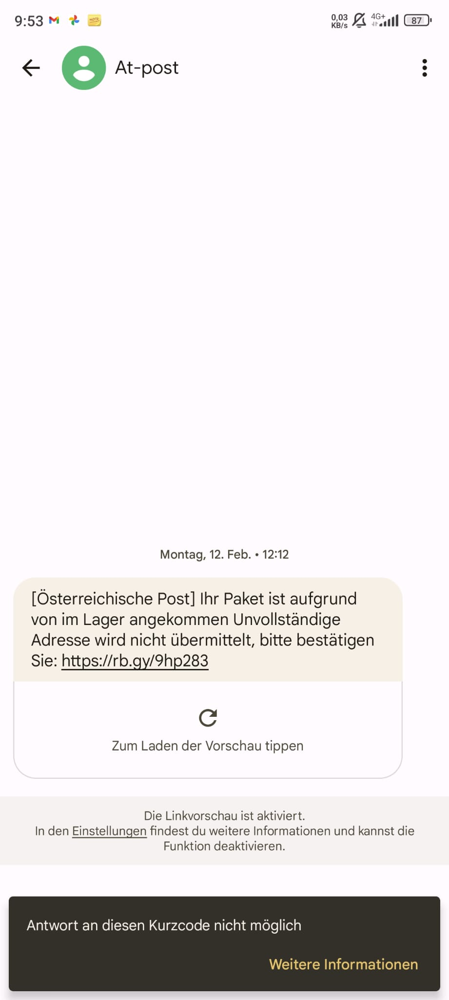 9:53
NOTE
0,03
KB/s
4G+
87
At-post
Montag, 12. Feb. • 12:12
[Österreichische Post] Ihr Paket ist aufgrund
von im Lager angekommen Unvollständige
Adresse wird nicht übermittelt, bitte bestätigen
Sie: https://rb.gy/9hp283
Zum Laden der Vorschau tippen
Die Linkvorschau ist aktiviert.
In den Einstellungen findest du weitere Informationen und kannst die
Funktion deaktivieren.
Antwort an diesen Kurzcode nicht möglich
Weitere Informationen